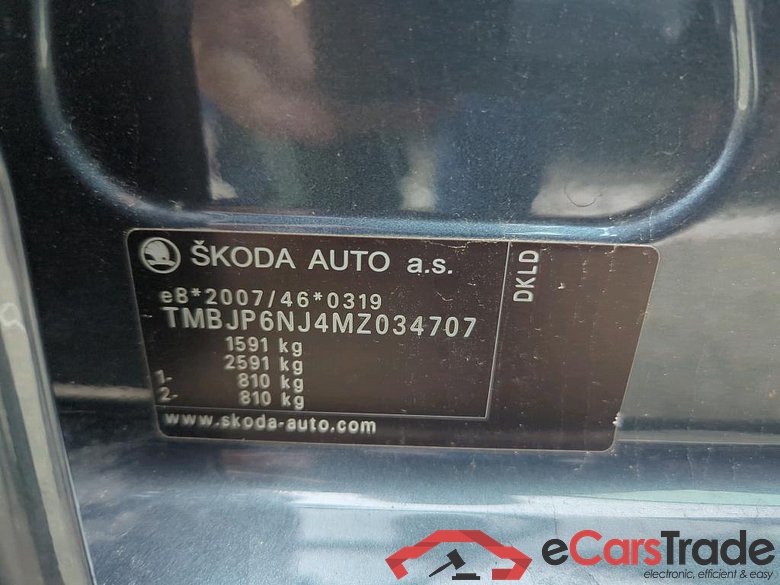 ŠKODA AUTO a.s.
e8*2007/46*0319
TMBJP6NJ4MZ034707
1591 kg
2591 kg
1- 810 kg
2- 810 kg
www.skoda-auto.com
DKLD
eCarsTrade
electronic, efficient & easy